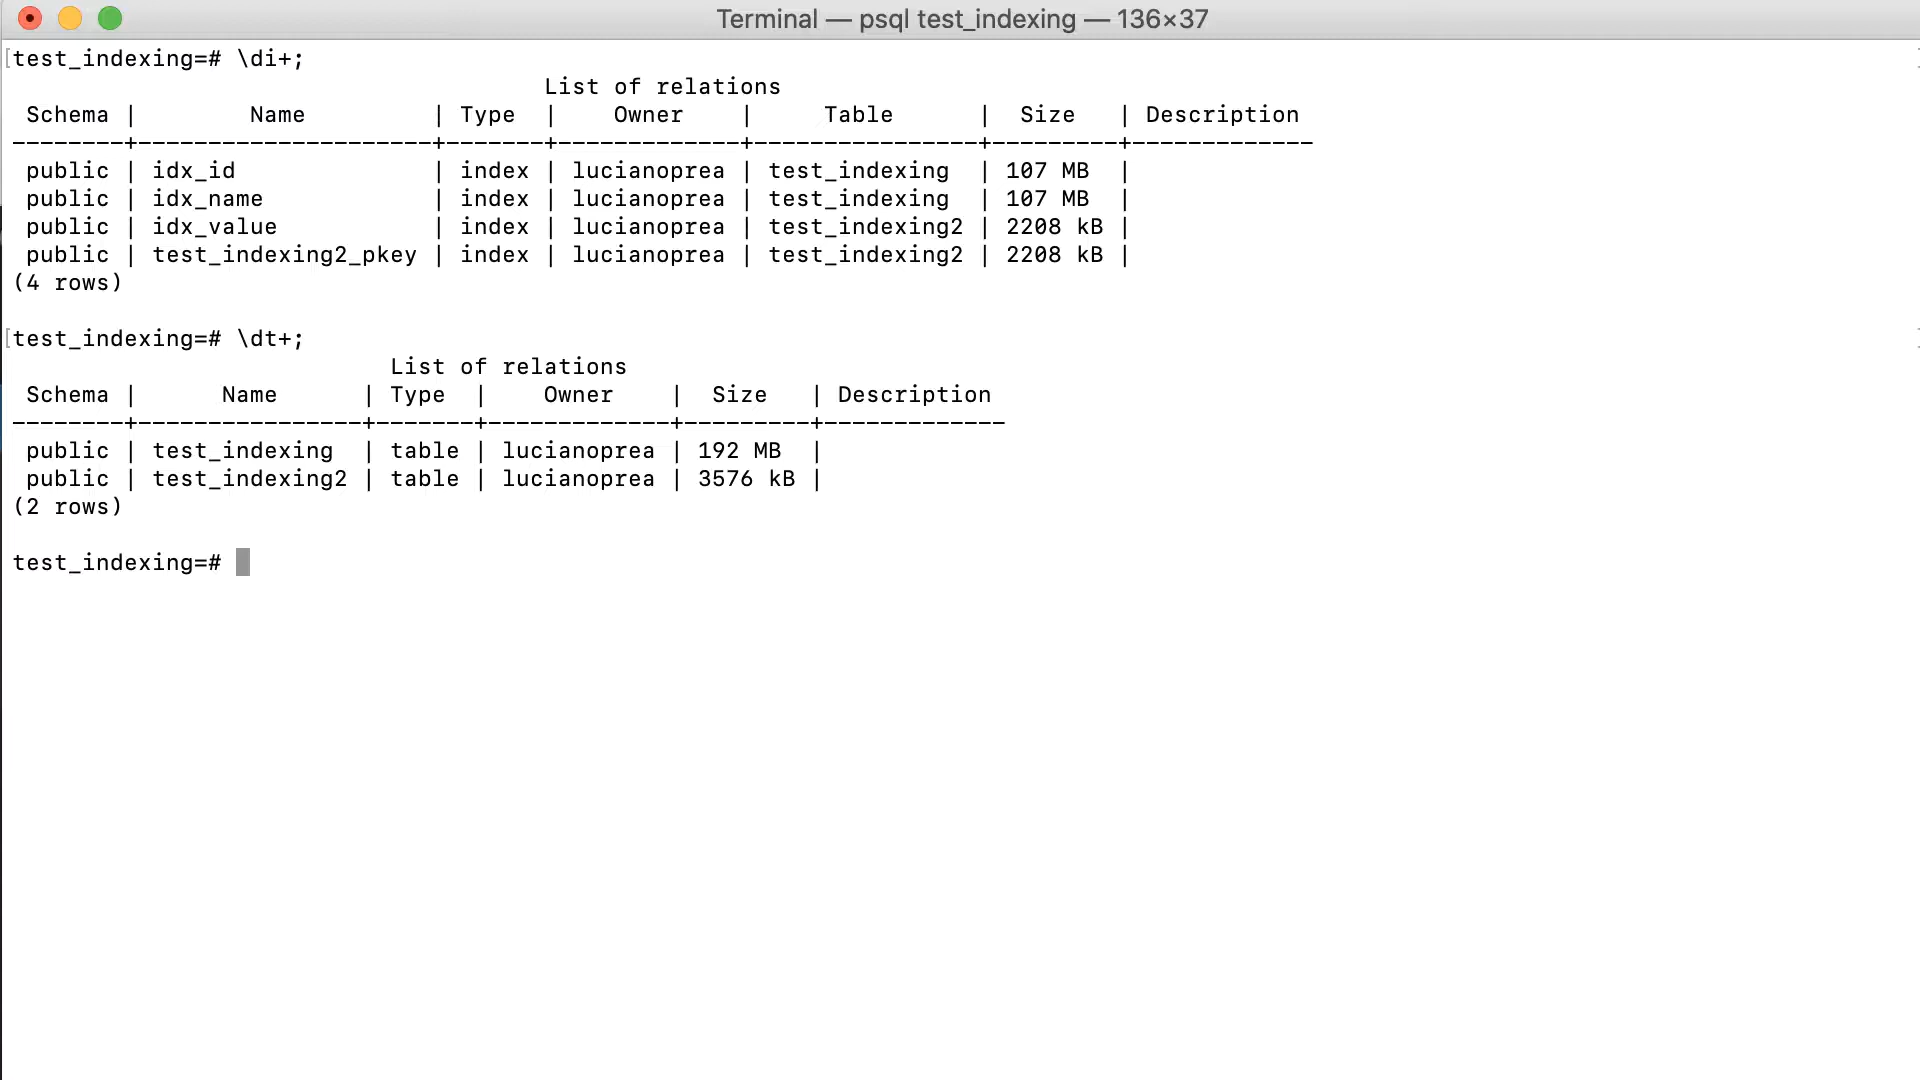 Terminal — psql test_indexing — 136×37
test_indexing=# \di+;
                                      List of relations
 Schema |        Name         | Type  |    Owner    |     Table      |  Size   | Description
--------+---------------------+-------+-------------+----------------+---------+-------------
 public | idx_id              | index | lucianoprea | test_indexing  | 107 MB  |
 public | idx_name            | index | lucianoprea | test_indexing  | 107 MB  |
 public | idx_value           | index | lucianoprea | test_indexing2 | 2208 kB |
 public | test_indexing2_pkey | index | lucianoprea | test_indexing2 | 2208 kB |
(4 rows)
test_indexing=# \dt+;
                           List of relations
 Schema |      Name      | Type  |    Owner    |  Size   | Description
--------+----------------+-------+-------------+---------+-------------
 public | test_indexing  | table | lucianoprea | 192 MB  |
 public | test_indexing2 | table | lucianoprea | 3576 kB |
(2 rows)
test_indexing=#